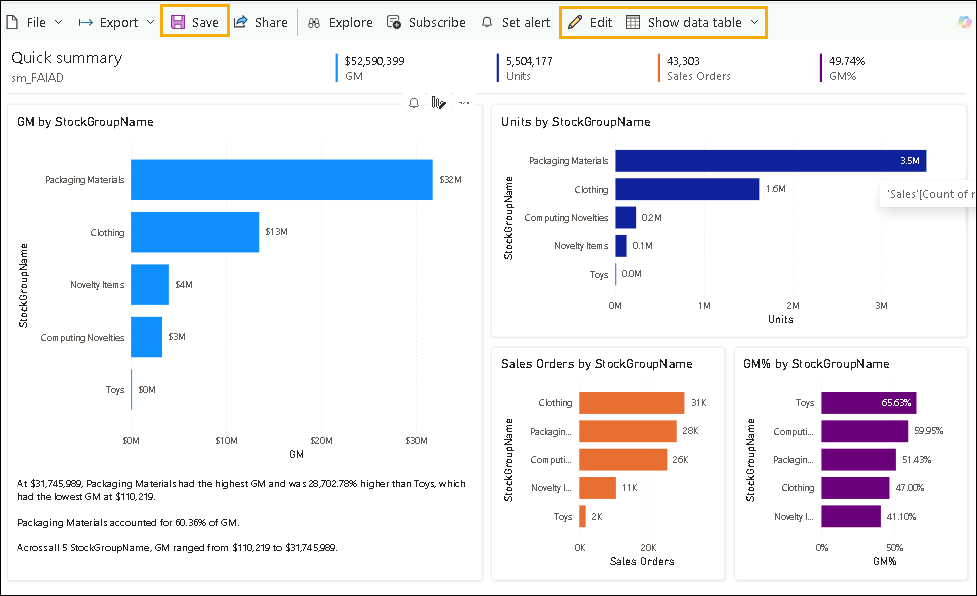 File Export Save Share Explore Subscribe Set alert Edit Show data table
Quick summary
sm_FAIAD
$52,590,399
GM
5,504,177
Units
43,303
Sales Orders
49.74%
GM%
GM by StockGroupName
StockGroupName
Packaging Materials $32M
Clothing $13M
Novelty Items $4M
Computing Novelties $3M
Toys $0M
$0M $10M $20M $30M
GM
At $31,745,989, Packaging Materials had the highest GM and was 28,702.78% higher than Toys, which
had the lowest GM at $110,219.
Packaging Materials accounted for 60.36% of GM.
Across all 5 StockGroupName, GM ranged from $110,219 to $31,745,989.
Units by StockGroupName
StockGroupName
Packaging Materials 3.5M
Clothing 1.6M
Computing Novelties 0.2M
Novelty Items 0.1M
Toys 0.0M
0M 1M 2M 3M
Units
'Sales'[Count of r
Sales Orders by StockGroupName
StockGroupName
Clothing 31K
Packagin... 28K
Computi... 26K
Novelty I... 11K
Toys 2K
0K 20K
Sales Orders
GM% by StockGroupName
StockGroupName
Toys 65.63%
Computi... 59.95%
Packagin... 51.43%
Clothing 47.00%
Novelty I... 41.10%
0% 50%
GM%